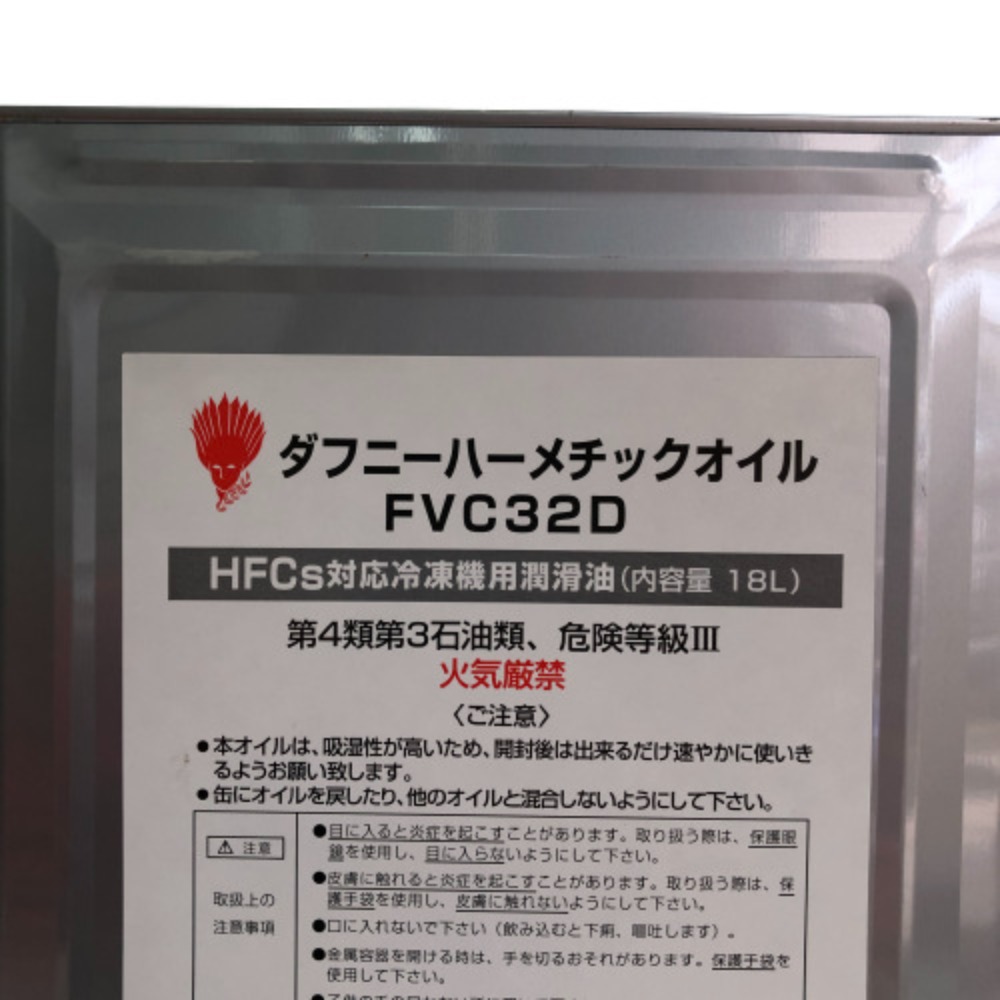 ダフニーハーメチックオイル
FVC32D
HFCs対応冷凍機用潤滑油(内容量 18L)
第4類第3石油類、危険等級Ⅲ
火気厳禁
〈ご注意〉
●本オイルは、吸湿性が高いため、開封後は出来るだけ速やかに使いき
るようお願い致します。
●缶にオイルを戻したり、他のオイルと混合しないようにして下さい。
⚠ 注意
取扱上の
注意事項
●目に入ると炎症を起こすことがあります。取り扱う際は、保護眼
鏡を使用し、目に入らないようにして下さい。
●皮膚に触れると炎症を起こすことがあります。取り扱う際は、保
護手袋を使用し、皮膚に触れないようにして下さい。
●口に入れないで下さい（飲み込むと下痢、嘔吐します）。
●金属容器を開ける時は、手を切るおそれがあります。保護手袋を
使用して下さい。